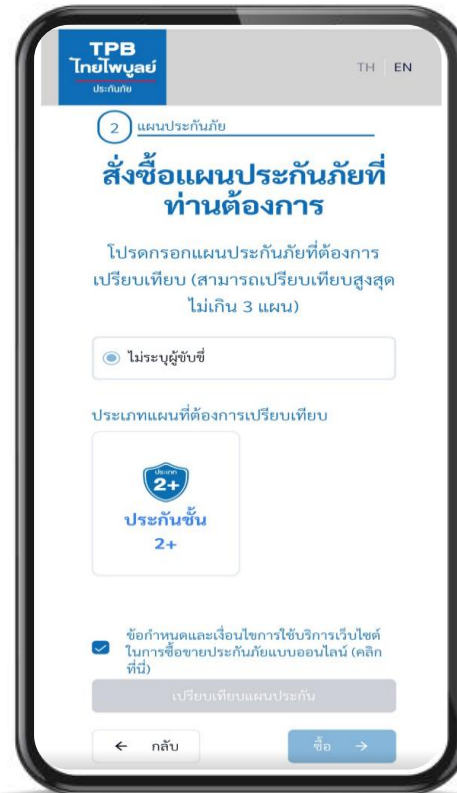 TPB
ไทยไพบูลย์
ประกันภัย
TH | EN
2 แผนประกันภัย
สั่งซื้อแผนประกันภัยที่
ท่านต้องการ
โปรดกรอกแผนประกันภัยที่ต้องการ
เปรียบเทียบ (สามารถเปรียบเทียบสูงสุด
ไม่เกิน 3 แผน)
ไม่ระบุผู้ขับขี่
ประเภทแผนที่ต้องการเปรียบเทียบ
ประเภท
2+
ประกันชั้น
2+
ข้อกำหนดและเงื่อนไขการใช้บริการเว็บไซต์
ในการซื้อขายประกันภัยแบบออนไลน์ (คลิก
ที่นี่)
เปรียบเทียบแผนประกัน
← กลับ
ซื้อ →